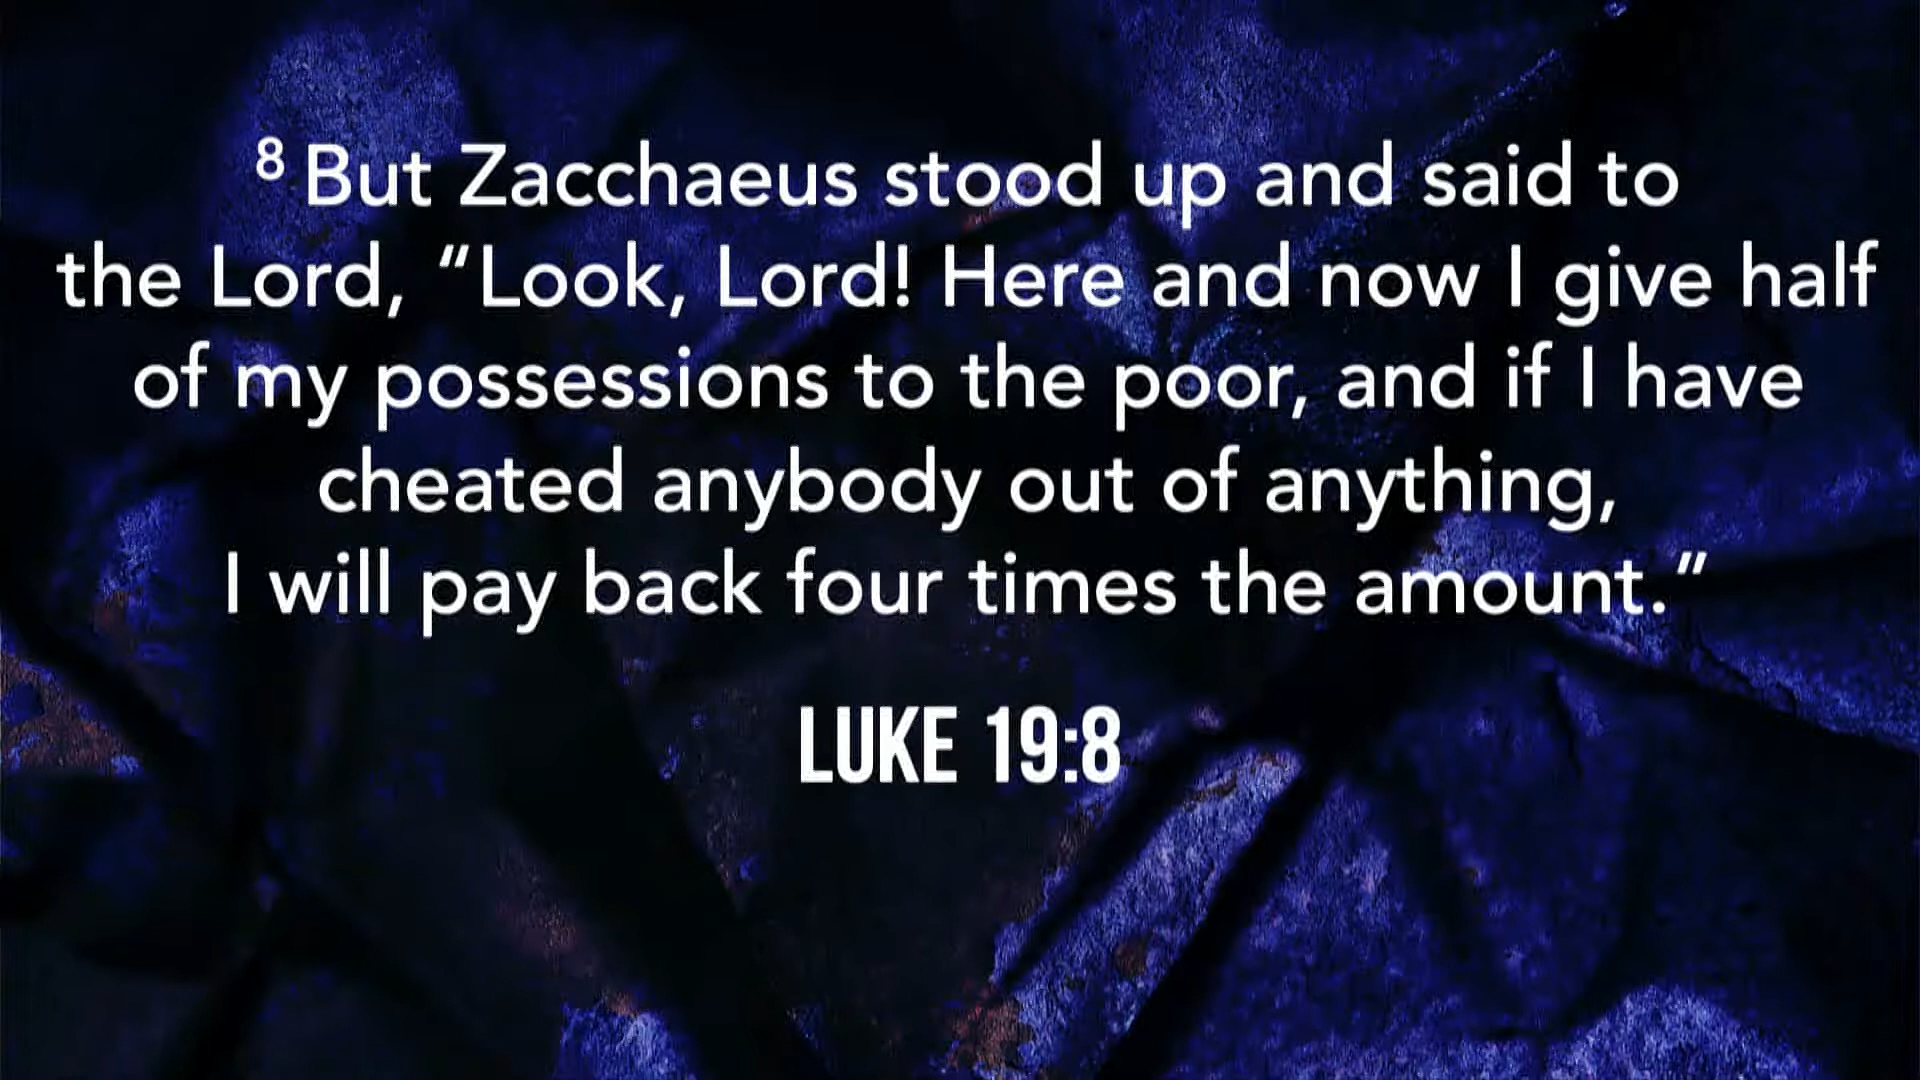 8 But Zacchaeus stood up and said to
the Lord, “Look, Lord! Here and now I give half
of my possessions to the poor, and if I have
cheated anybody out of anything,
I will pay back four times the amount.”
LUKE 19:8